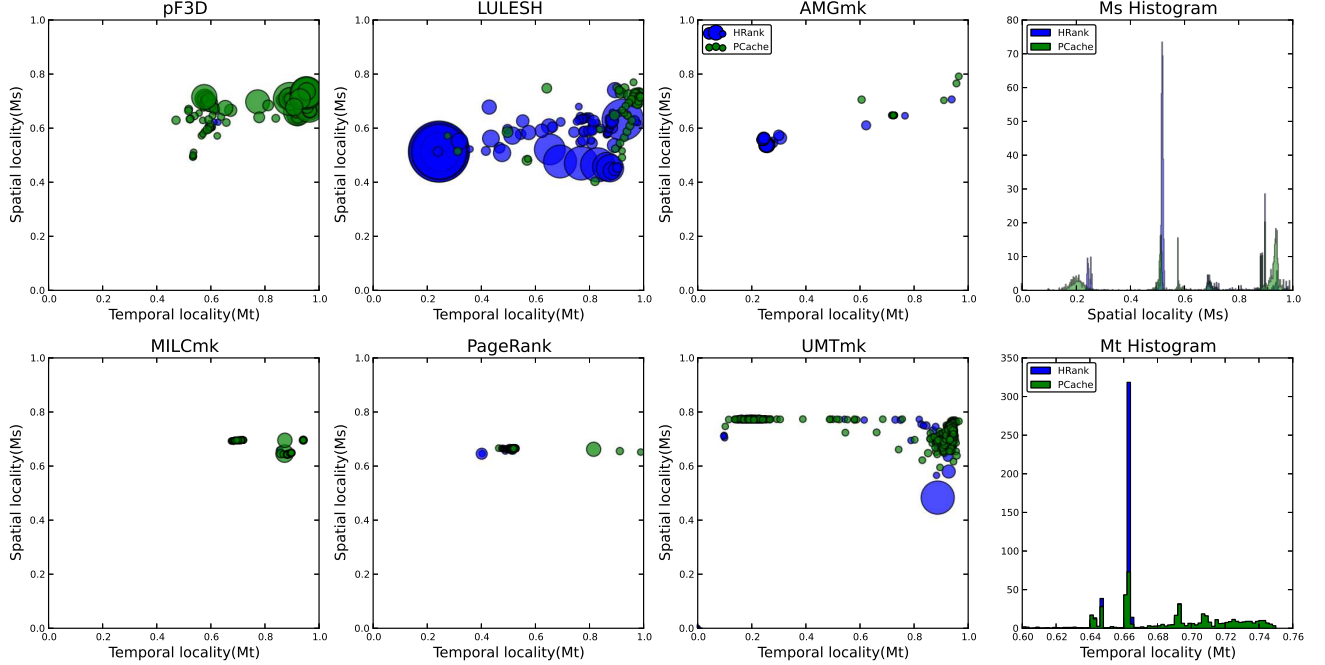 pF3D
LULESH
AMGmk
Ms Histogram
1.0
0.8
0.6
0.4
0.2
0.0
Spatial locality(Ms)
0.0 0.2 0.4 0.6 0.8 1.0
Temporal locality(Mt)
1.0
0.8
0.6
0.4
0.2
0.0
Spatial locality(Ms)
0.0 0.2 0.4 0.6 0.8 1.0
Temporal locality(Mt)
1.0
0.8
0.6
0.4
0.2
0.0
Spatial locality(Ms)
HRank
PCache
0.0 0.2 0.4 0.6 0.8 1.0
Temporal locality(Mt)
80
70
60
50
40
30
20
10
0
HRank
PCache
0.0 0.2 0.4 0.6 0.8 1.0
Spatial locality (Ms)
MILCmk
PageRank
UMTmk
Mt Histogram
1.0
0.8
0.6
0.4
0.2
0.0
Spatial locality(Ms)
0.0 0.2 0.4 0.6 0.8 1.0
Temporal locality(Mt)
1.0
0.8
0.6
0.4
0.2
0.0
Spatial locality(Ms)
0.0 0.2 0.4 0.6 0.8 1.0
Temporal locality(Mt)
1.0
0.8
0.6
0.4
0.2
0.0
Spatial locality(Ms)
0.0 0.2 0.4 0.6 0.8 1.0
Temporal locality(Mt)
350
300
250
200
150
100
50
0
HRank
PCache
0.60 0.62 0.64 0.66 0.68 0.70 0.72 0.74 0.76
Temporal locality (Mt)